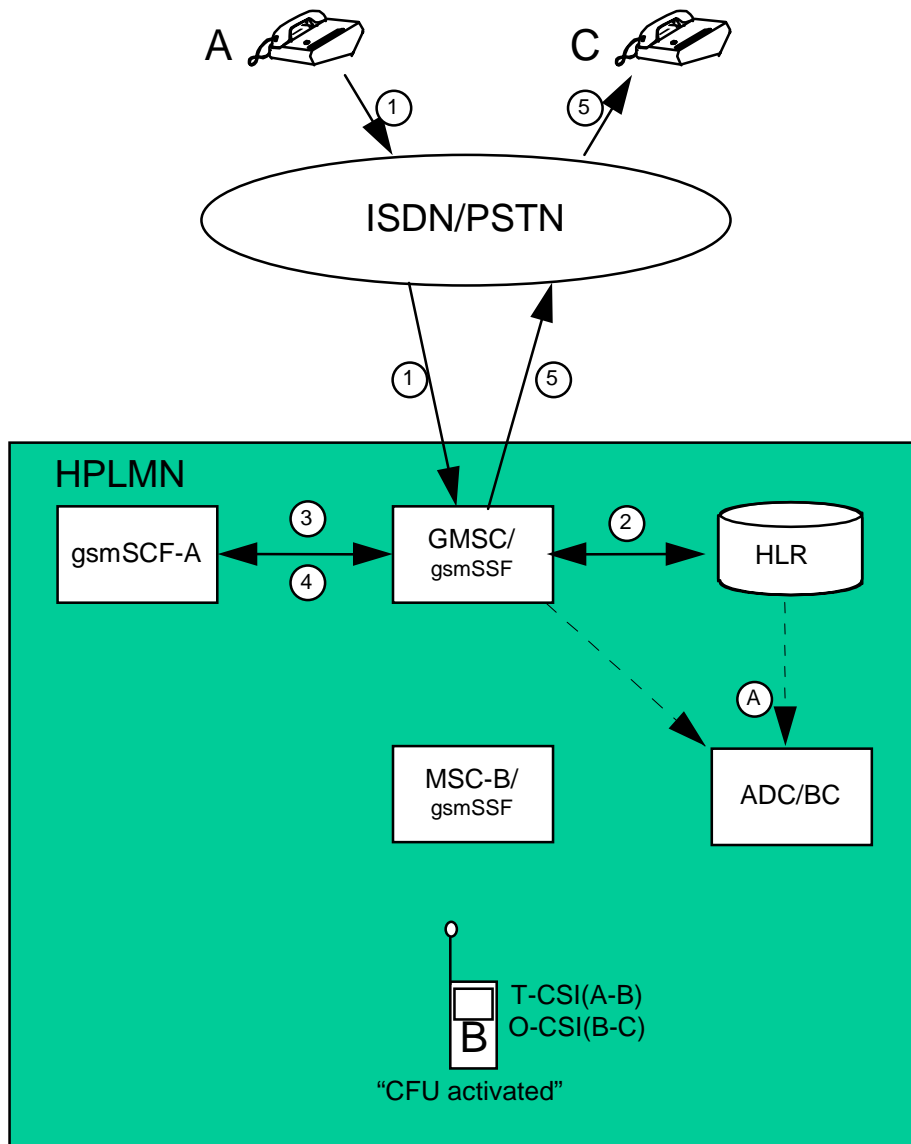 A
C
1
5
ISDN/PSTN
1
5
HPLMN
gsmSCF-A
3
4
GMSC/
gsmSSF
2
HLR
A
MSC-B/
gsmSSF
ADC/BC
T-CSI(A-B)
O-CSI(B-C)
B
“CFU activated”